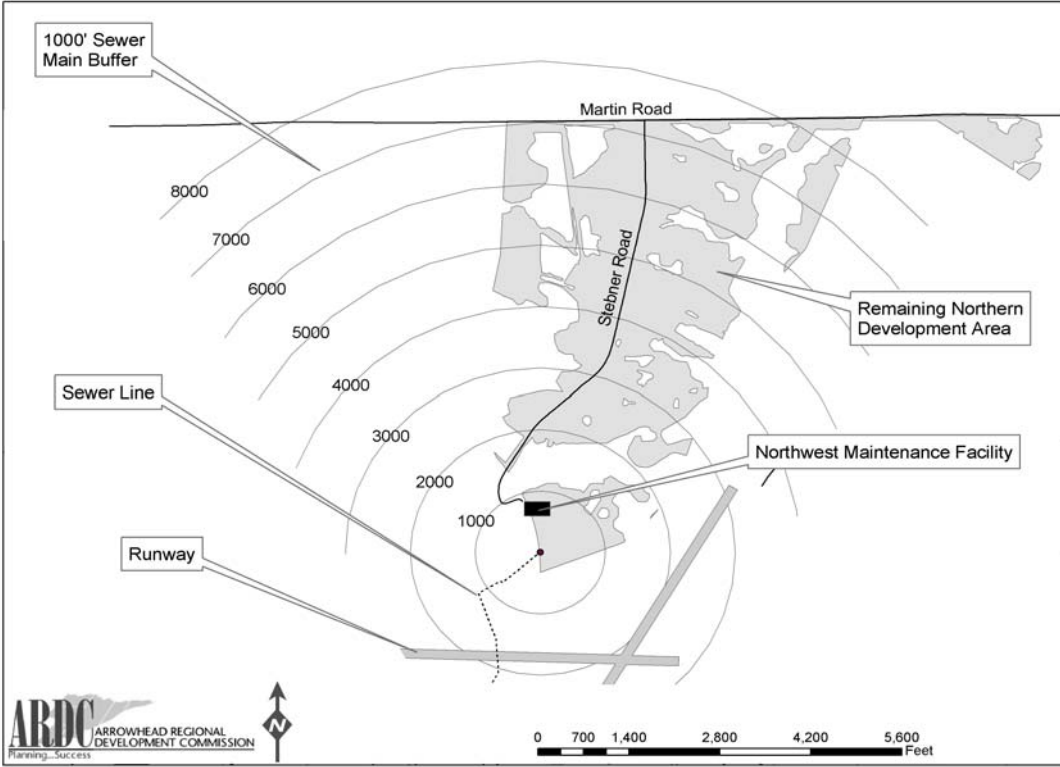 1000' Sewer
Main Buffer
Martin Road
8000
7000
6000
5000
4000
3000
2000
1000
Stebner Road
Remaining Northern
Development Area
Sewer Line
Northwest Maintenance Facility
Runway
ARDC
ARROWHEAD REGIONAL
DEVELOPMENT COMMISSION
Planning...Success
N
0 700 1,400 2,800 4,200 5,600
Feet